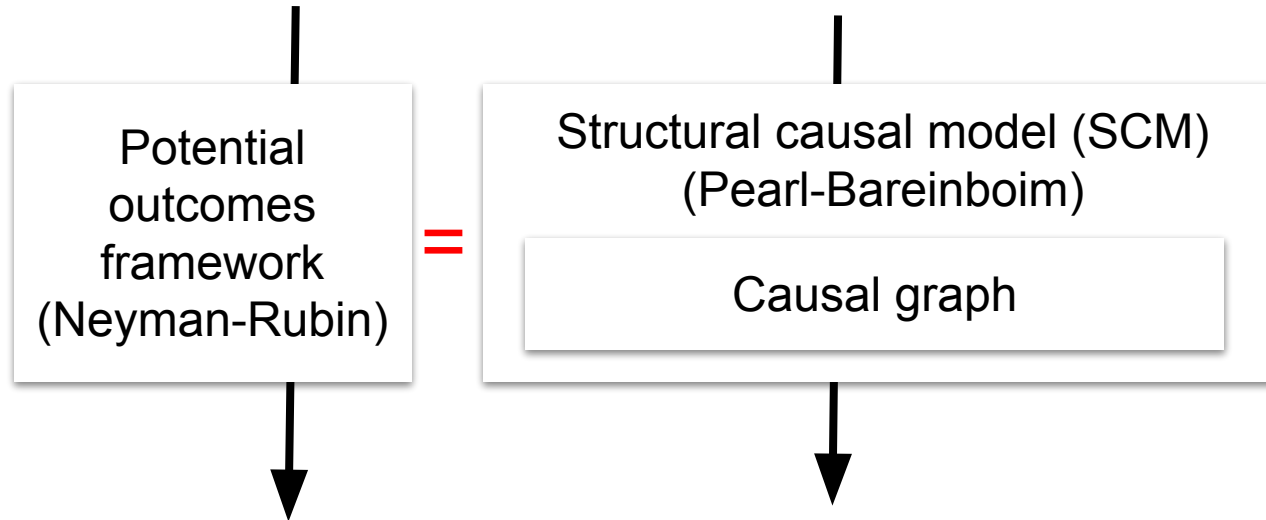 Potential
outcomes
framework
(Neyman-Rubin)
=
Structural causal model (SCM)
(Pearl-Bareinboim)
Causal graph